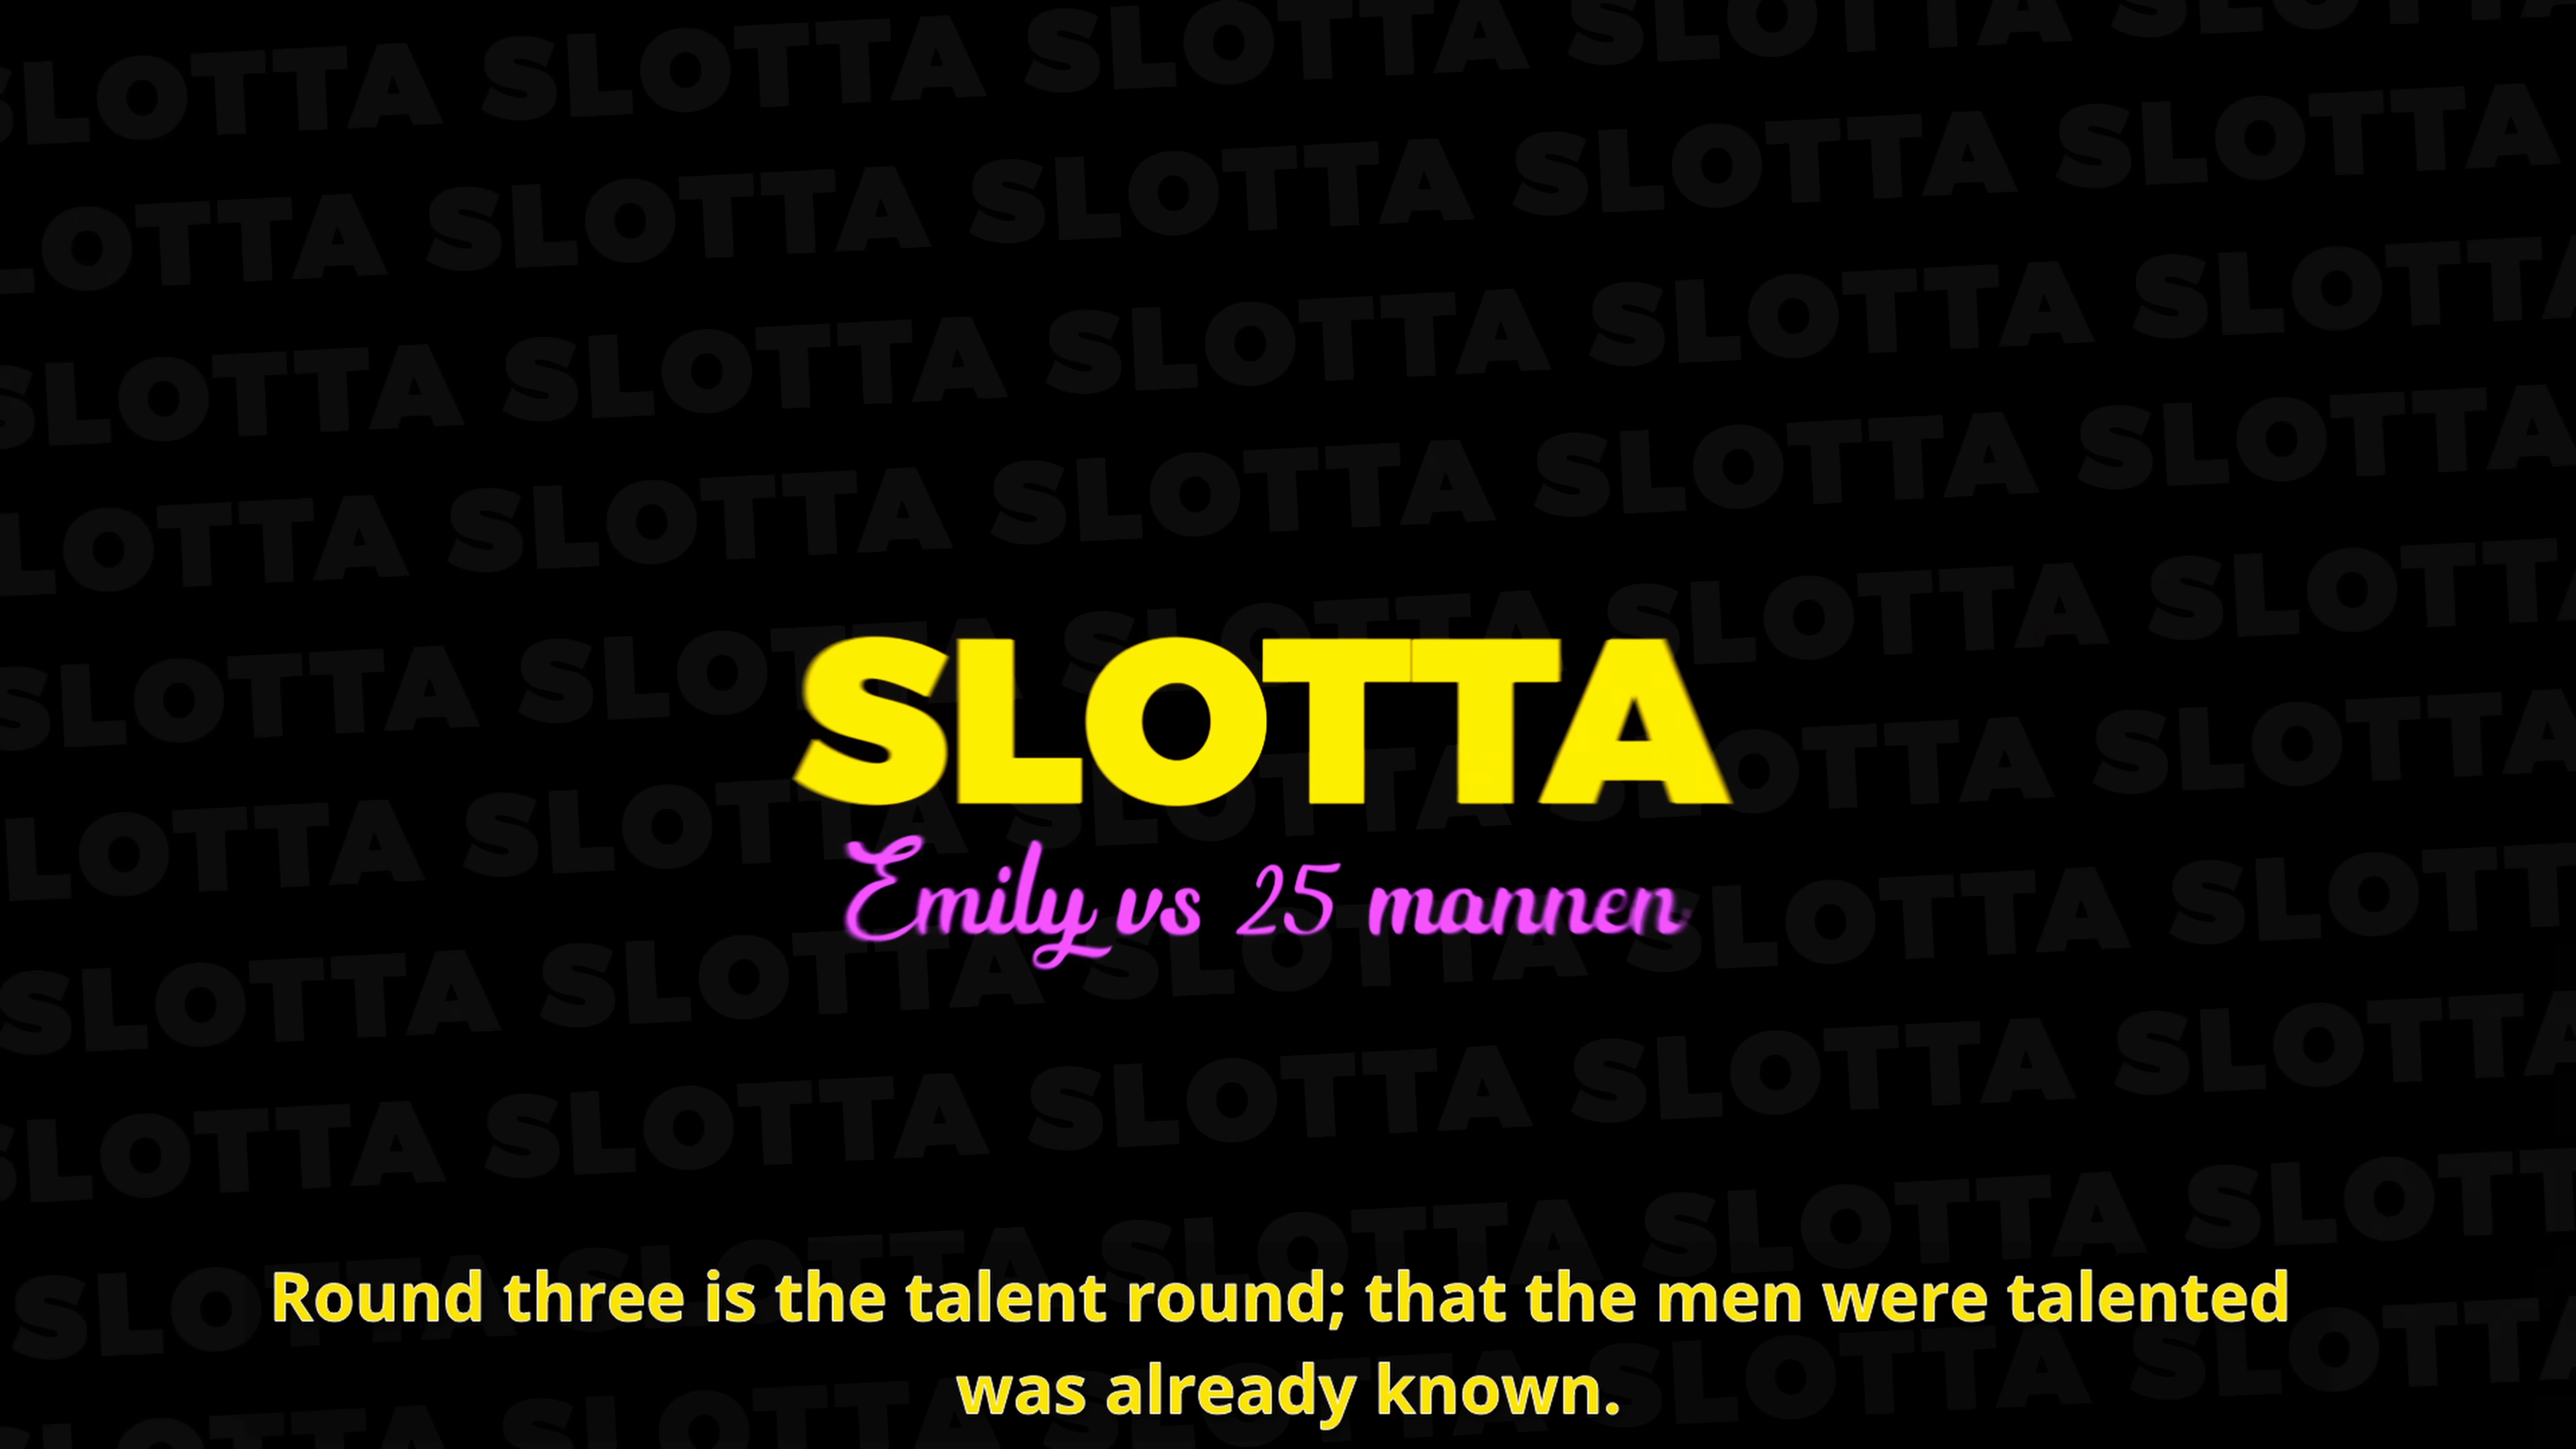 SLOTTA
Emily vs 25 mannen
Round three is the talent round; that the men were talented
was already known.